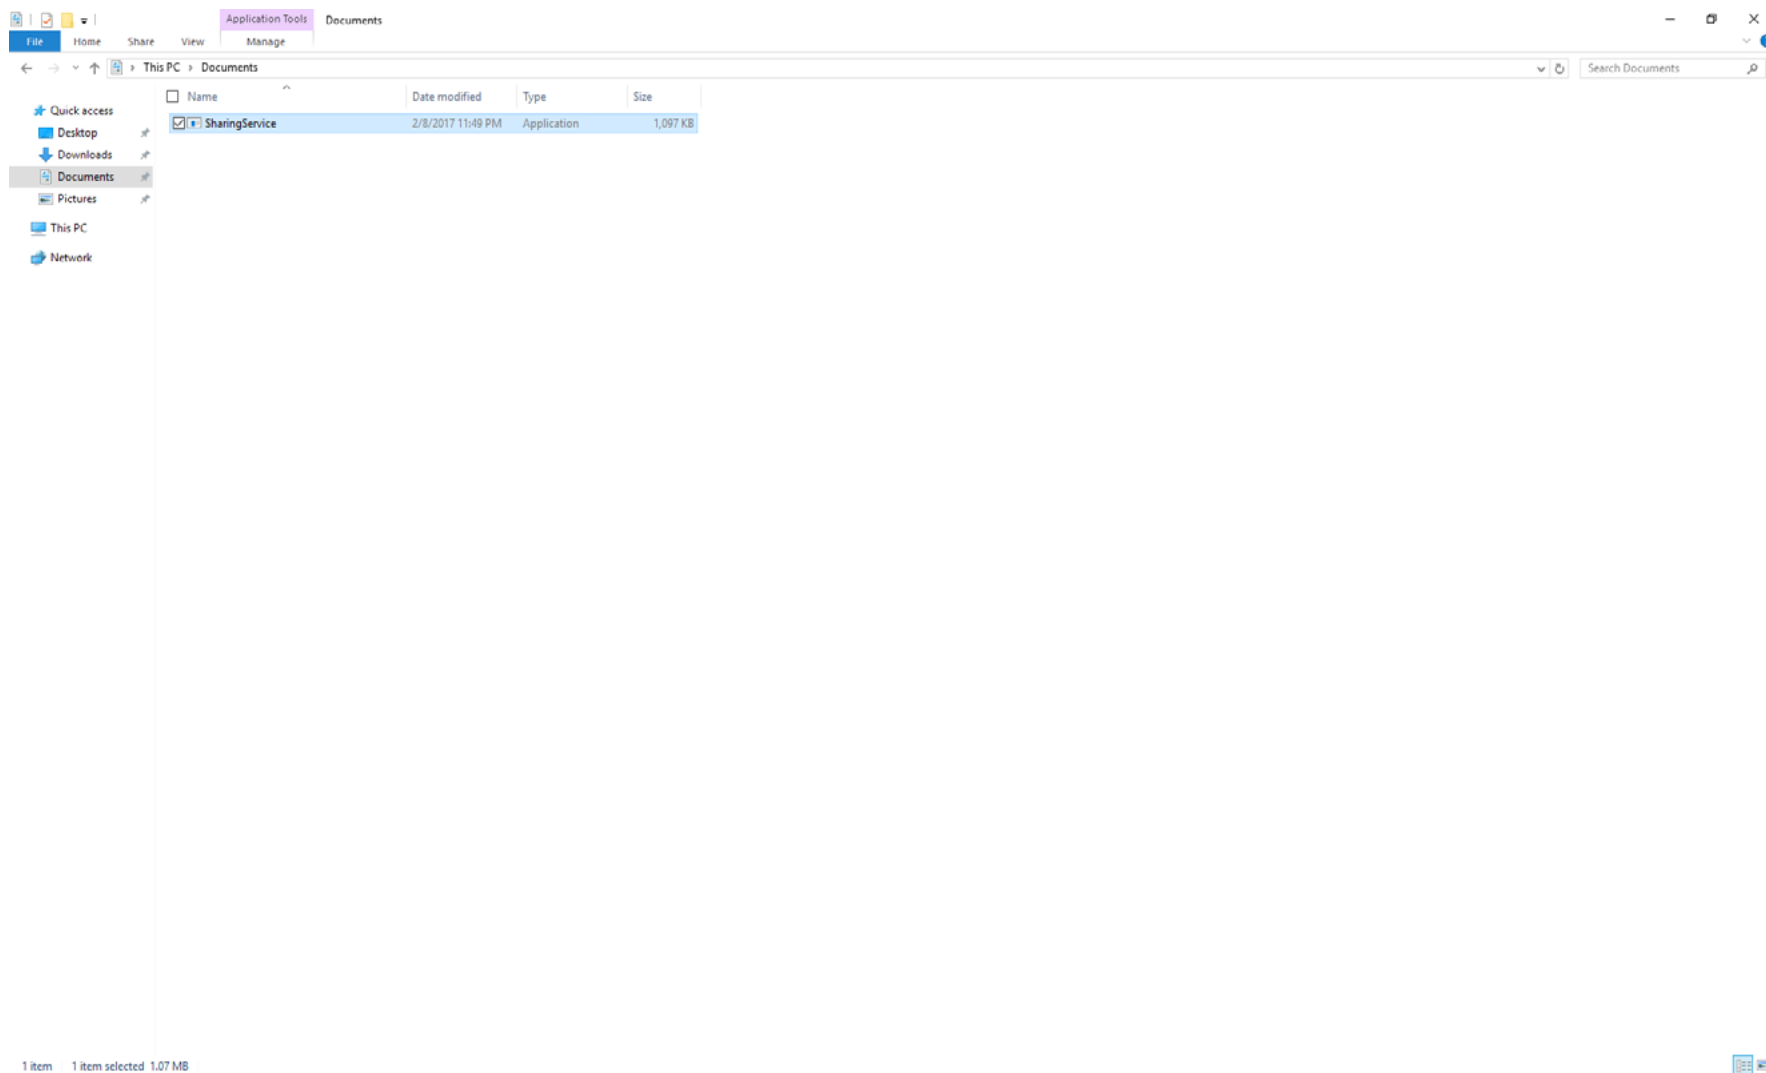 Application Tools Documents
File Home Share View Manage
This PC › Documents Search Documents
Name Date modified Type Size
SharingService 2/8/2017 11:49 PM Application 1,097 KB
Quick access
Desktop
Downloads
Documents
Pictures
This PC
Network
1 item 1 item selected 1.07 MB